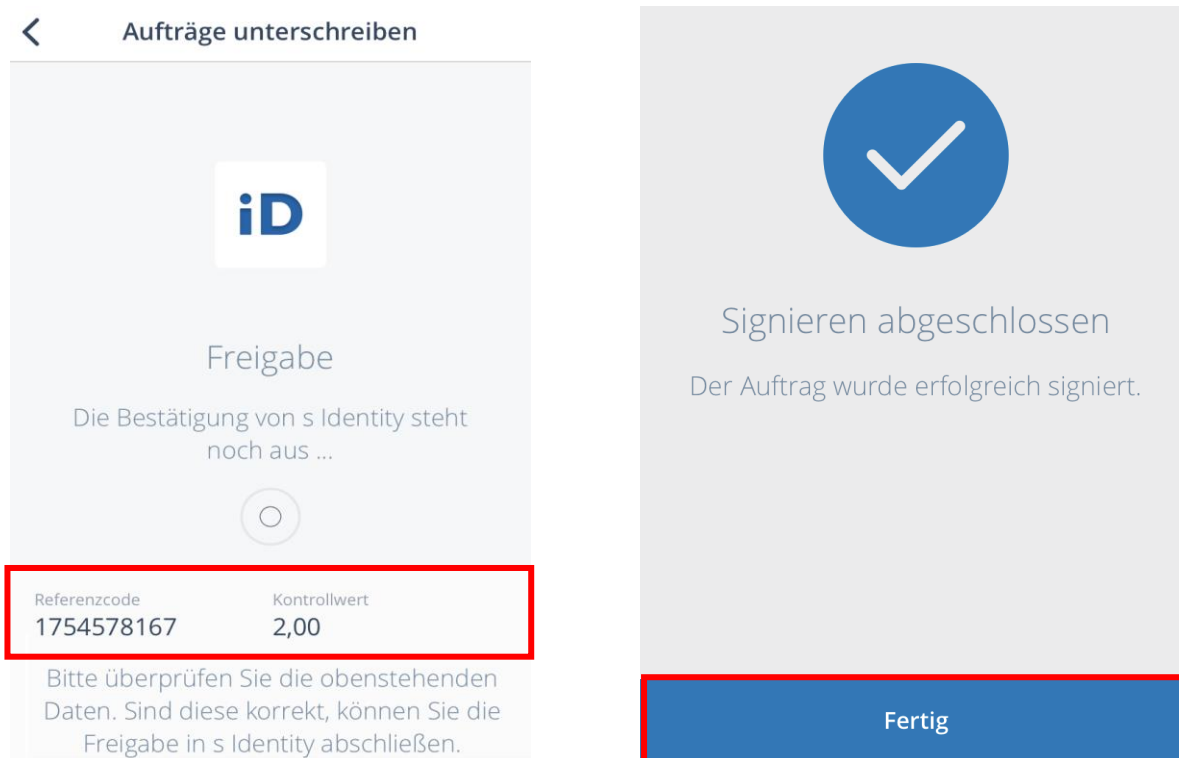 Aufträge unterschreiben
iD
Freigabe
Die Bestätigung von s Identity steht
noch aus ...
Referenzcode
Kontrollwert
1754578167
2,00
Bitte überprüfen Sie die obenstehenden
Daten. Sind diese korrekt, können Sie die
Freigabe in s Identity abschließen.
Signieren abgeschlossen
Der Auftrag wurde erfolgreich signiert.
Fertig